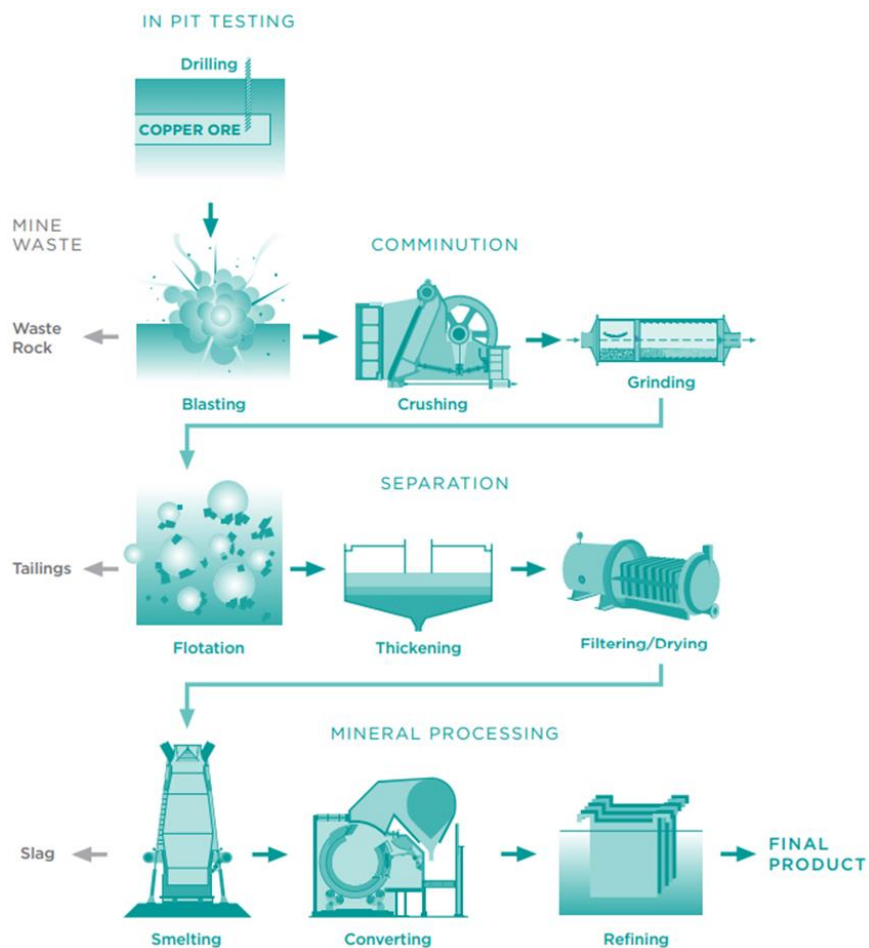 IN PIT TESTING
Drilling
COPPER ORE
MINE
WASTE
COMMINUTION
Waste
Rock
Blasting
Crushing
Grinding
SEPARATION
Tailings
Flotation
Thickening
Filtering/Drying
MINERAL PROCESSING
Slag
FINAL
PRODUCT
Smelting
Converting
Refining